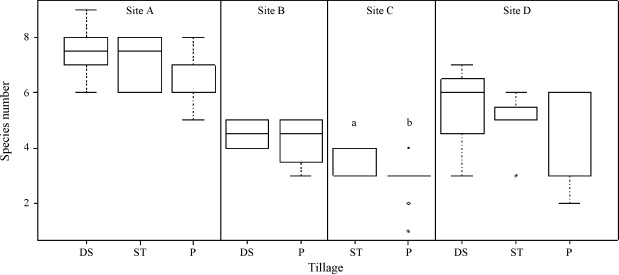 Site A Site B Site C Site D
8
6
4
2
Species number
a b
DS ST P DS P ST P DS ST P
Tillage